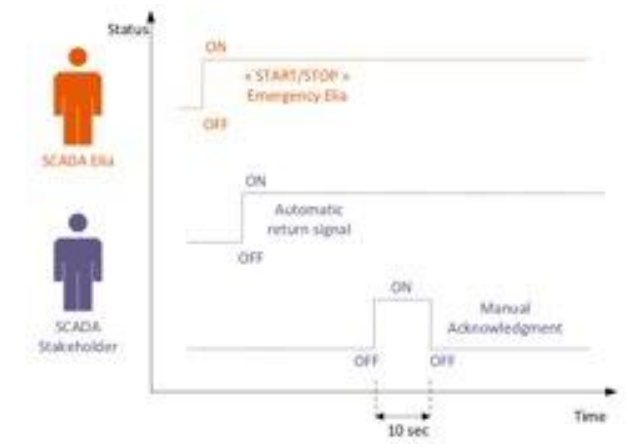 Status
ON
« START/STOP »
Emergency Elia
OFF
SCADA Elia
ON
Automatic
return signal
OFF
ON
Manual
Acknowledgment
SCADA
Stakeholder
OFF
OFF
Time
10 sec